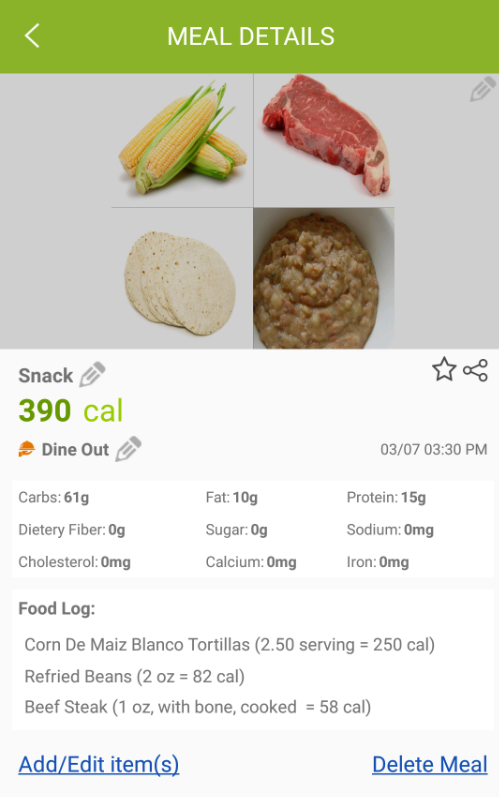 MEAL DETAILS
Snack
390 cal
Dine Out 03/07 03:30 PM
Carbs: 61g Fat: 10g Protein: 15g
Dietery Fiber: 0g Sugar: 0g Sodium: 0mg
Cholesterol: 0mg Calcium: 0mg Iron: 0mg
Food Log:
Corn De Maiz Blanco Tortillas (2.50 serving = 250 cal)
Refried Beans (2 oz = 82 cal)
Beef Steak (1 oz, with bone, cooked  = 58 cal)
Add/Edit item(s) Delete Meal